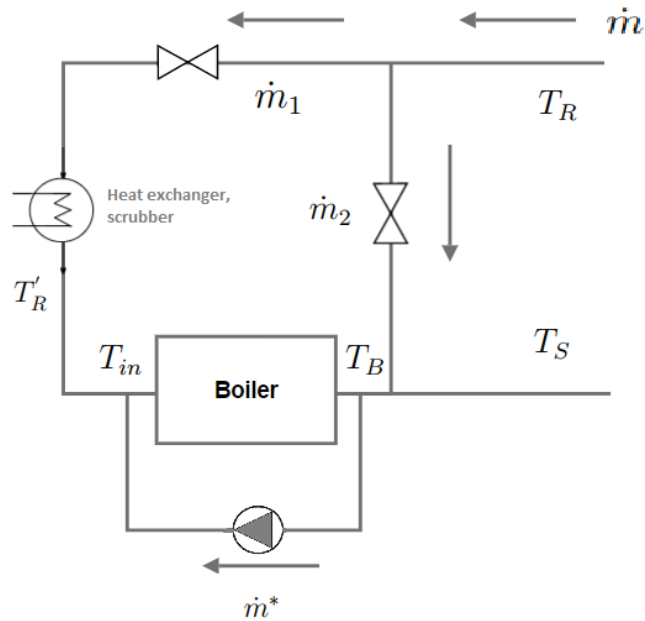 ṁ
ṁ₁
T_R
Heat exchanger,
scrubber
ṁ₂
T'_R
T_in
T_B
T_S
Boiler
ṁ*